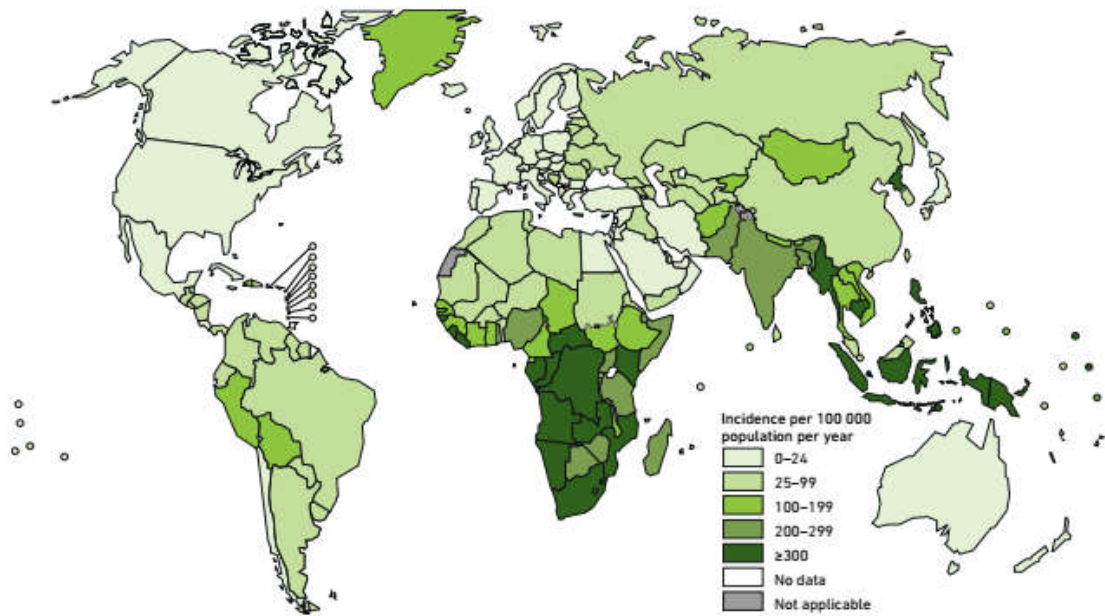 Incidence per 100 000
population per year
0–24
25–99
100–199
200–299
≥300
No data
Not applicable